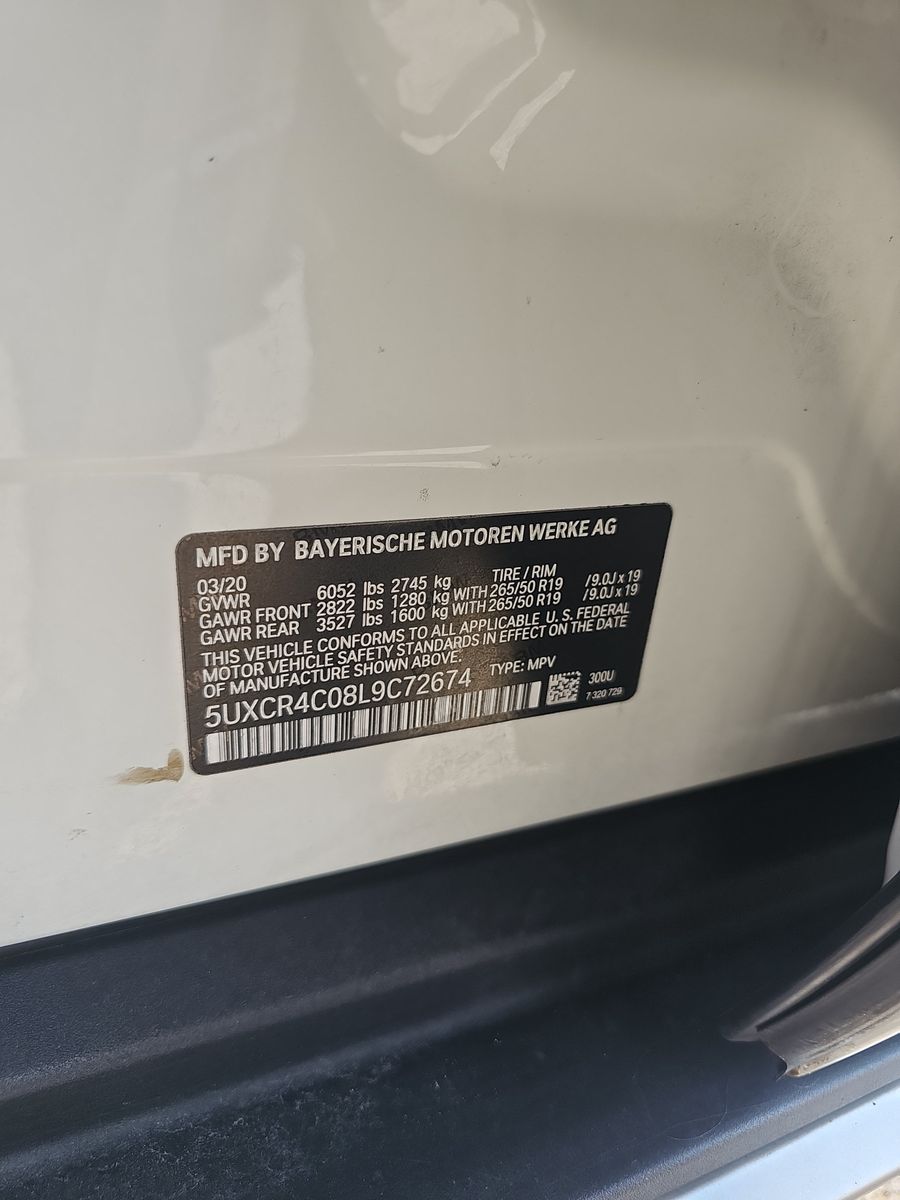 MFD BY BAYERISCHE MOTOREN WERKE AG
03/20 TIRE / RIM
GVWR 6052 lbs 2745 kg
GAWR FRONT 2822 lbs 1280 kg WITH 265/50 R19 /9.0J x 19
GAWR REAR 3527 lbs 1600 kg WITH 265/50 R19 /9.0J x 19
THIS VEHICLE CONFORMS TO ALL APPLICABLE U. S. FEDERAL
MOTOR VEHICLE SAFETY STANDARDS IN EFFECT ON THE DATE
OF MANUFACTURE SHOWN ABOVE.
5UXCR4C08L9C72674 TYPE: MPV
300U
7 320 729